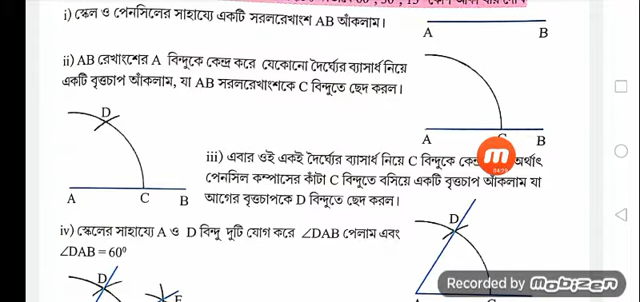 i) স্কেল ও পেনসিলের সাহায্যে একটি সরলরেখাংশ AB আঁকলাম।
A B
ii) AB রেখাংশের A বিন্দুকে কেন্দ্র করে যেকোনো দৈর্ঘ্যের ব্যাসার্ধ নিয়ে
একটি বৃত্তচাপ আঁকলাম, যা AB সরলরেখাংশকে C বিন্দুতে ছেদ করল।
A C B
D
A C B
iii) এবার ওই একই দৈর্ঘ্যের ব্যাসার্ধ নিয়ে C বিন্দুকে অর্থাৎ
পেনসিল কম্পাসের কাঁটা C বিন্দুতে বসিয়ে একটি বৃত্তচাপ আঁকলাম যা
আগের বৃত্তচাপকে D বিন্দুতে ছেদ করল।
iv) স্কেলের সাহায্যে A ও D বিন্দু দুটি যোগ করে ∠DAB পেলাম এবং
∠DAB = 60⁰
D
D
E
Recorded by mobizen